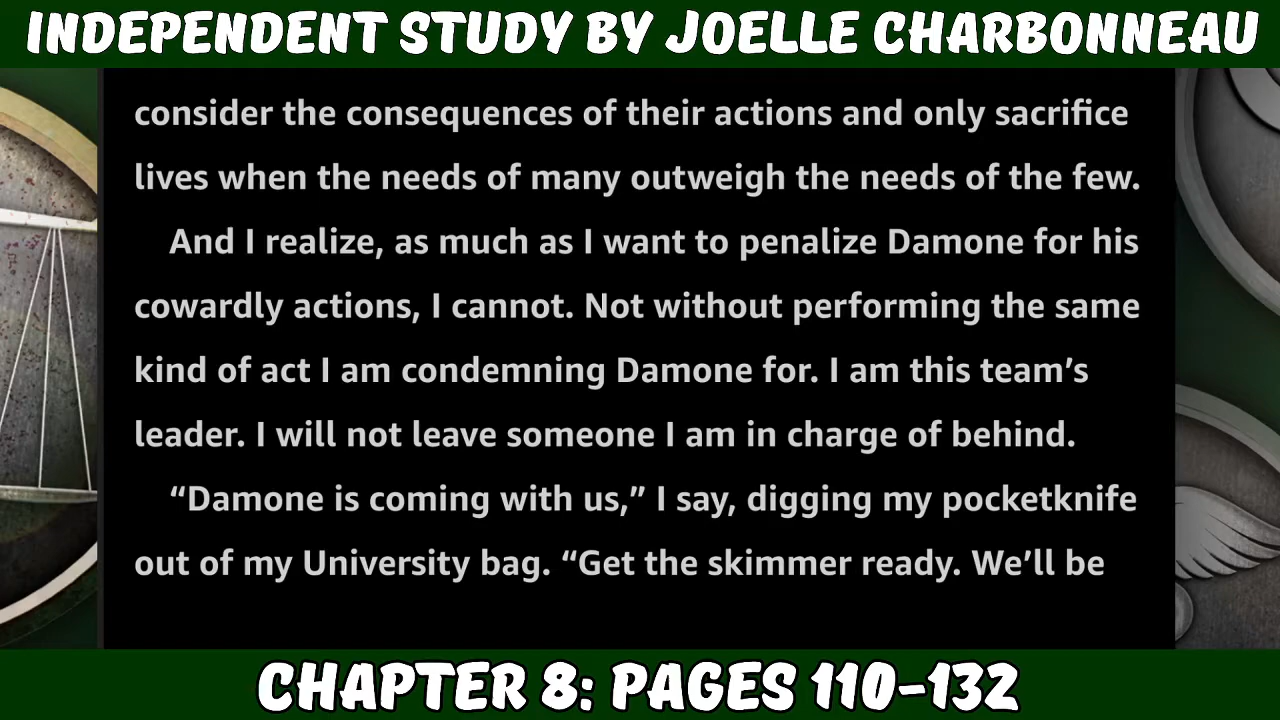 INDEPENDENT STUDY BY JOELLE CHARBONNEAU
consider the consequences of their actions and only sacrifice
lives when the needs of many outweigh the needs of the few.
And I realize, as much as I want to penalize Damone for his
cowardly actions, I cannot. Not without performing the same
kind of act I am condemning Damone for. I am this team’s
leader. I will not leave someone I am in charge of behind.
“Damone is coming with us,” I say, digging my pocketknife
out of my University bag. “Get the skimmer ready. We’ll be
CHAPTER 8: PAGES 110-132